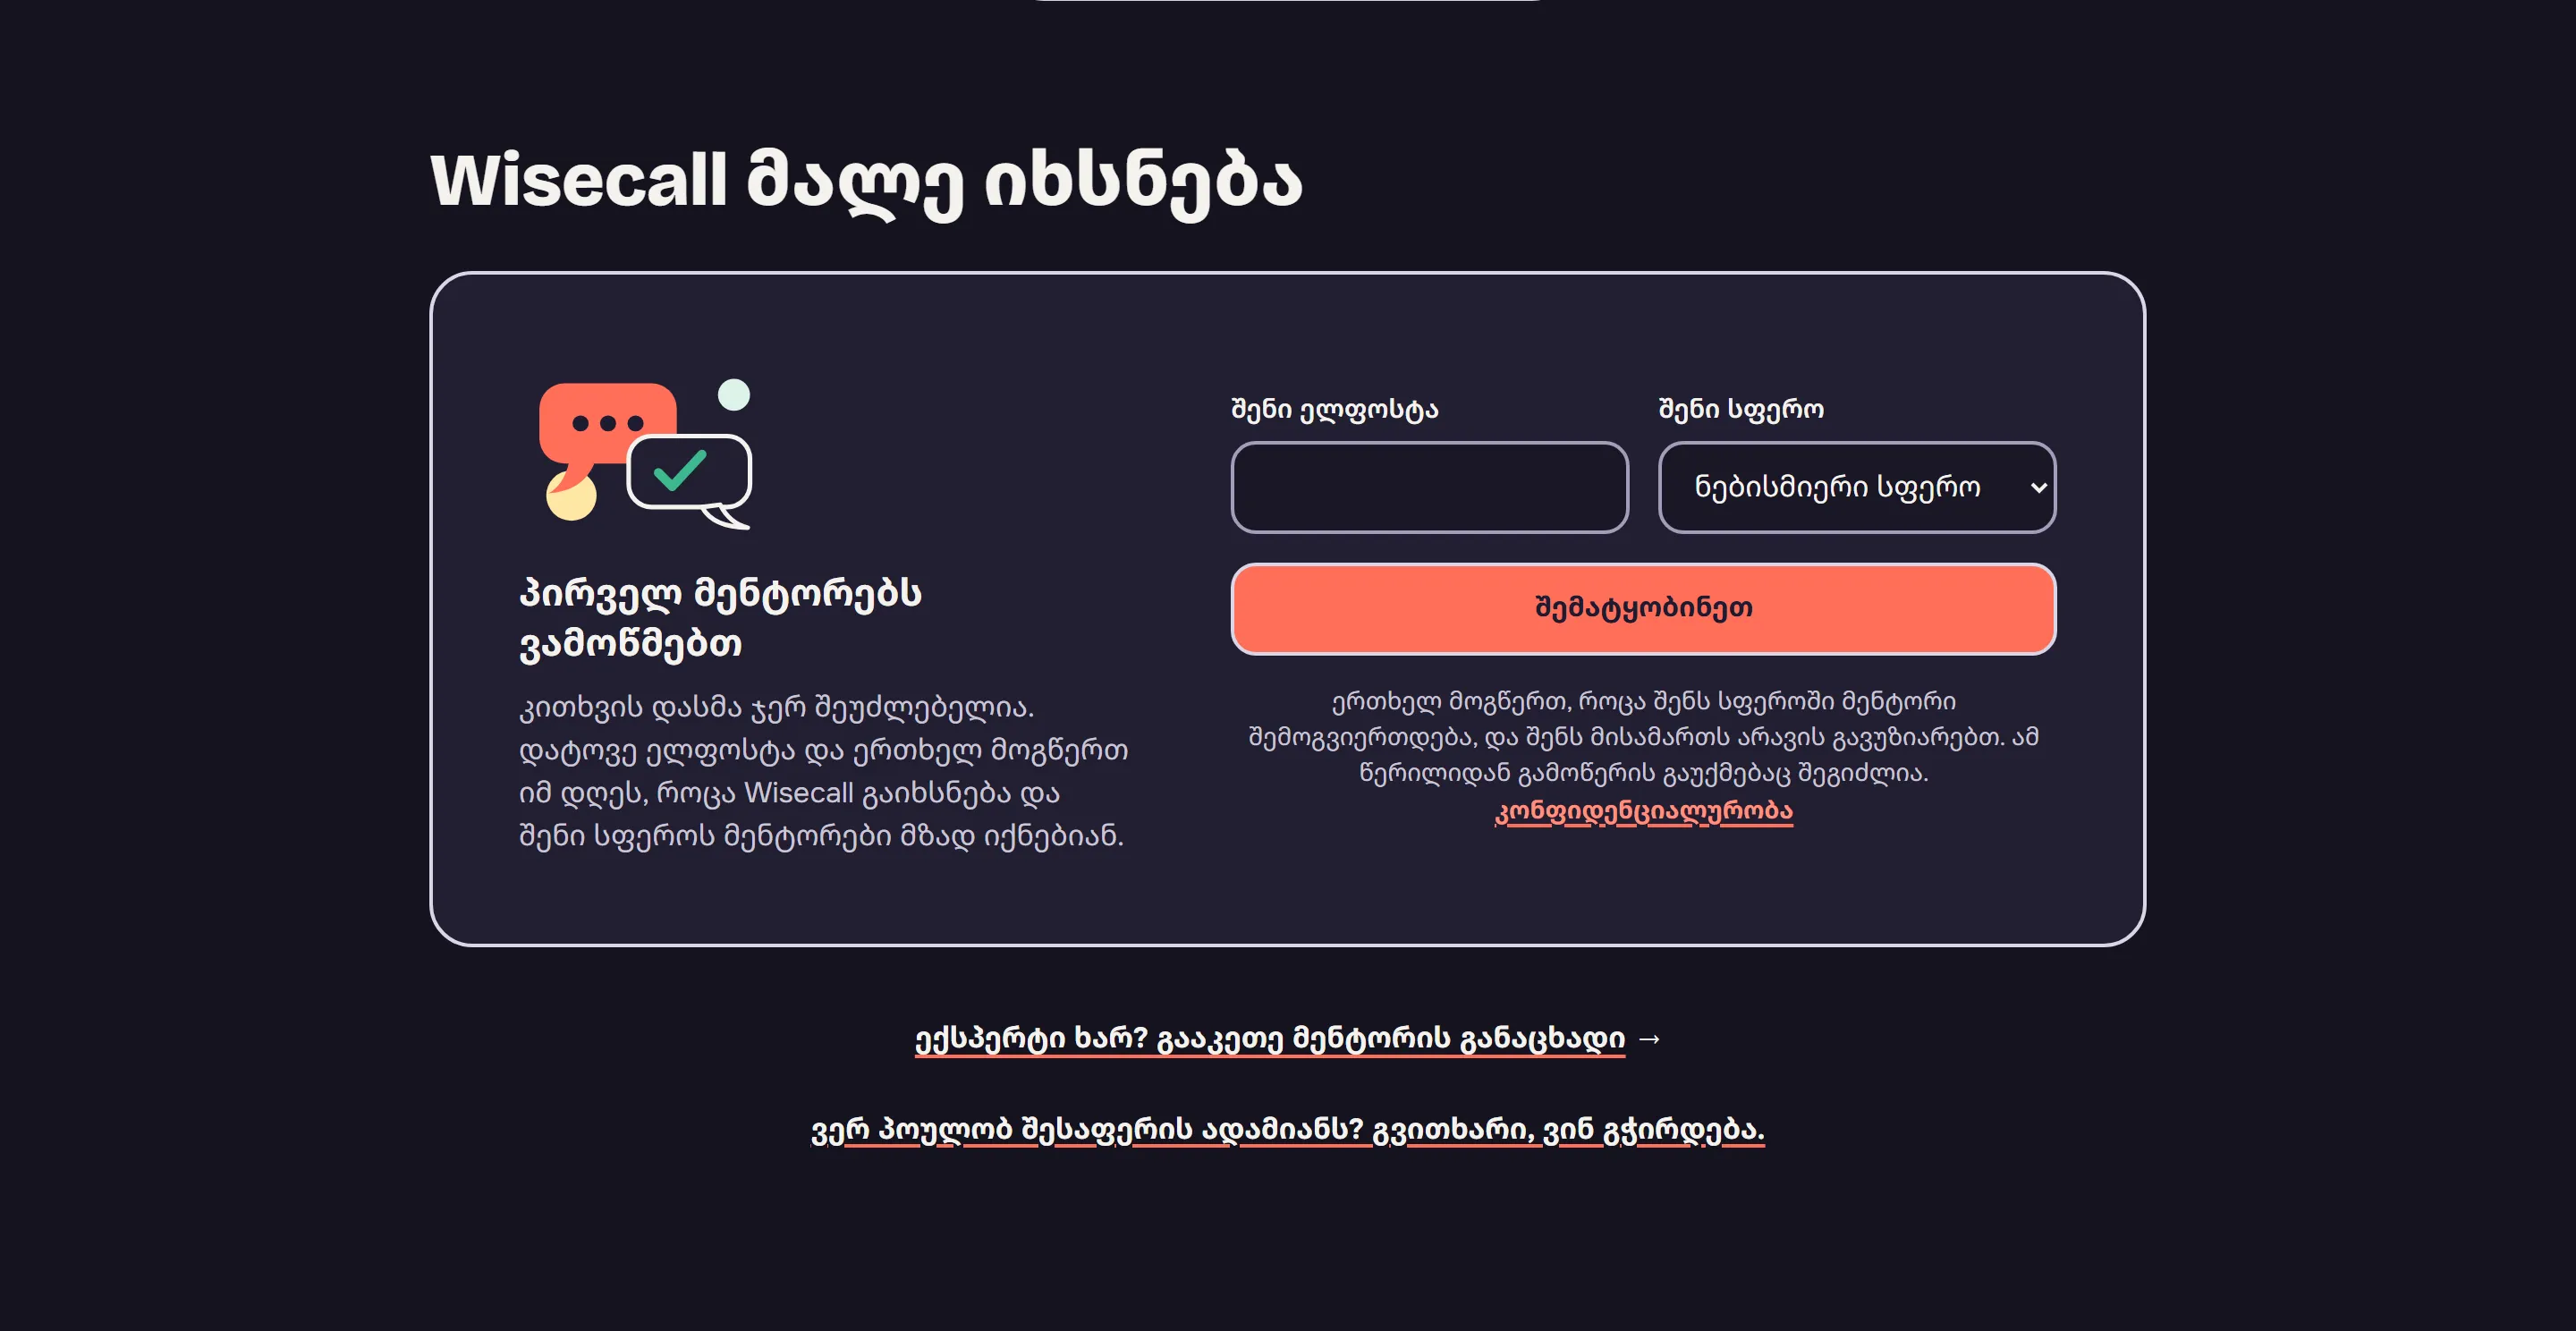 Wisecall მალე იხსნება
პირველ მენტორებს
ვამოწმებთ
კითხვის დასმა ჯერ შეუძლებელია.
დატოვე ელფოსტა და ერთხელ მოგწერთ
იმ დღეს, როცა Wisecall გაიხსნება და
შენი სფეროს მენტორები მზად იქნებიან.
შენი ელფოსტა
შენი სფერო
ნებისმიერი სფერო
შემატყობინეთ
ერთხელ მოგწერთ, როცა შენს სფეროში მენტორი
შემოგვიერთდება, და შენს მისამართს არავის გავუზიარებთ. ამ
წერილიდან გამოწერის გაუქმებაც შეგიძლია.
კონფიდენციალურობა
ექსპერტი ხარ? გააკეთე მენტორის განაცხადი →
ვერ პოულობ შესაფერის ადამიანს? გვითხარი, ვინ გჭირდება.